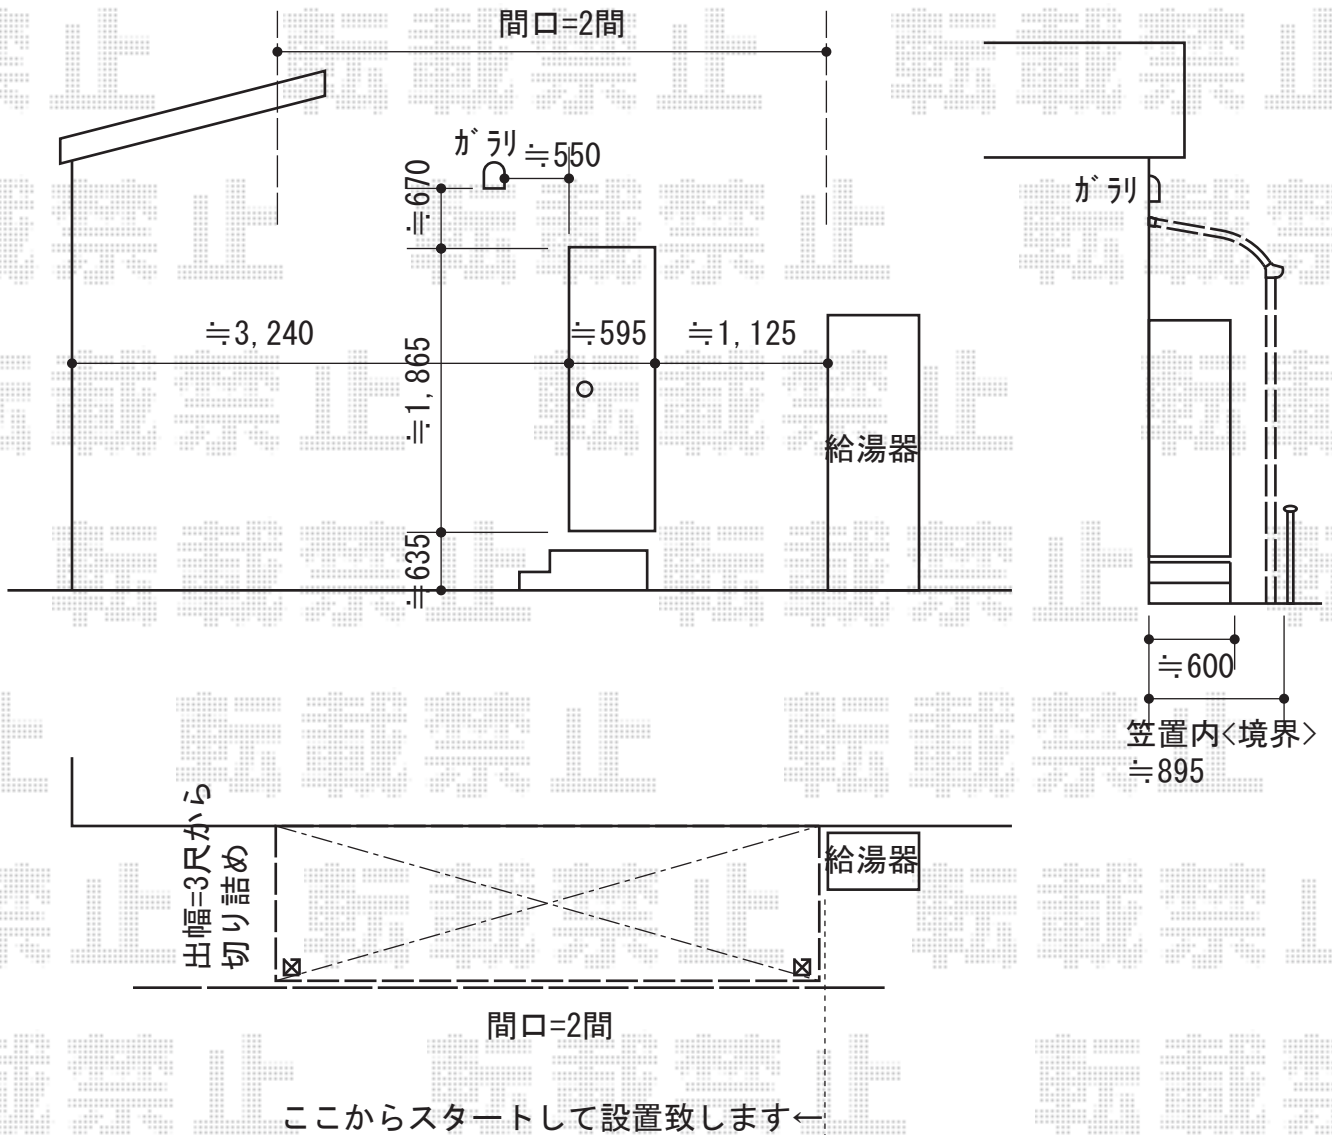 間口=2間
ガラリ
≒550
≒670
ガラリ
≒3,240
≒1,865
≒595
≒1,125
給湯器
≒635
≒600
笠置内<境界>
≒895
出幅=3尺から
切り詰め
給湯器
間口=2間
ここからスタートして設置致します←
転載禁止